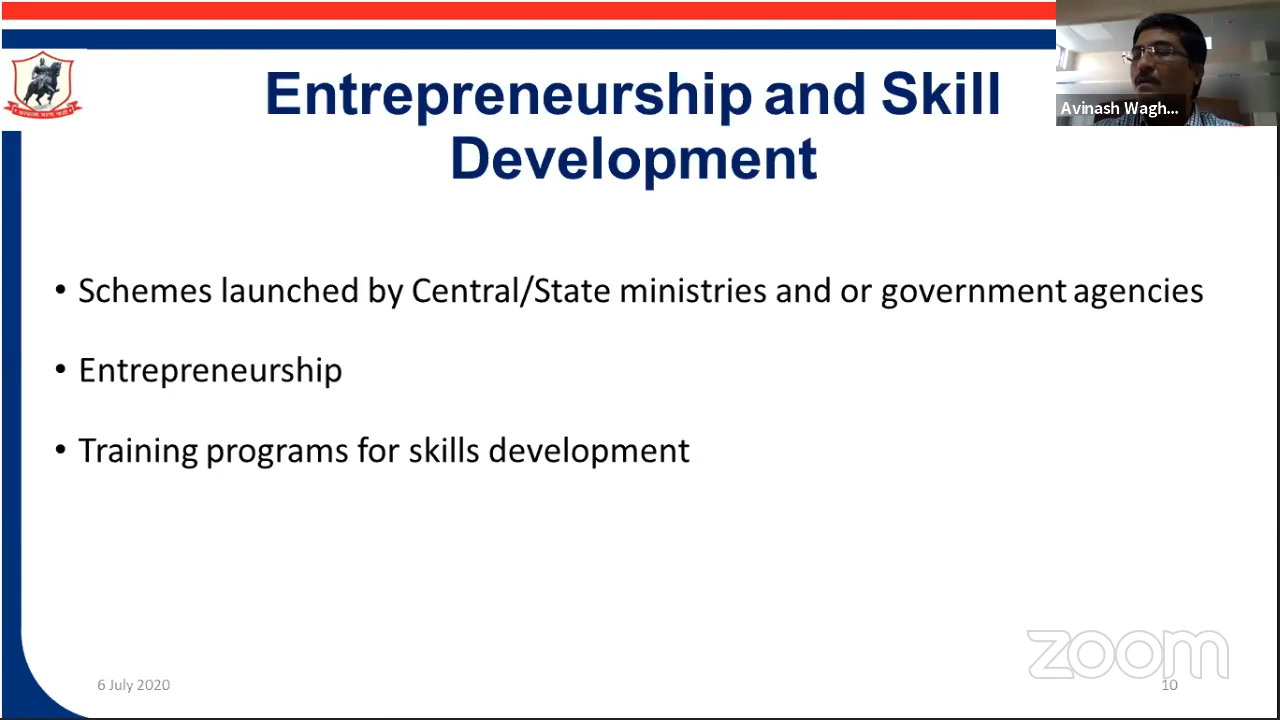 Entrepreneurship and Skill
Development
Avinash Wagh...
• Schemes launched by Central/State ministries and or government agencies
• Entrepreneurship
• Training programs for skills development
zoom
6 July 2020
10